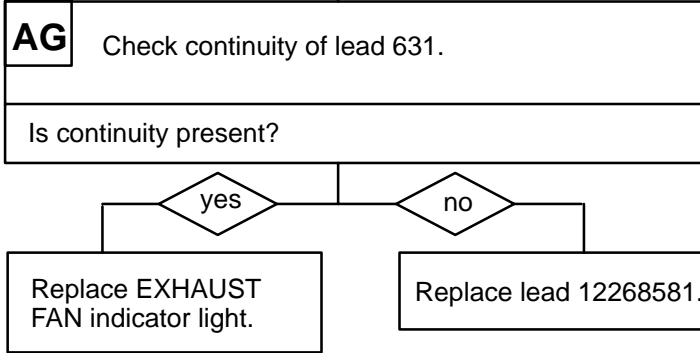 AG
Check continuity of lead 631.
Is continuity present?
yes
no
Replace EXHAUST
FAN indicator light.
Replace lead 12268581.